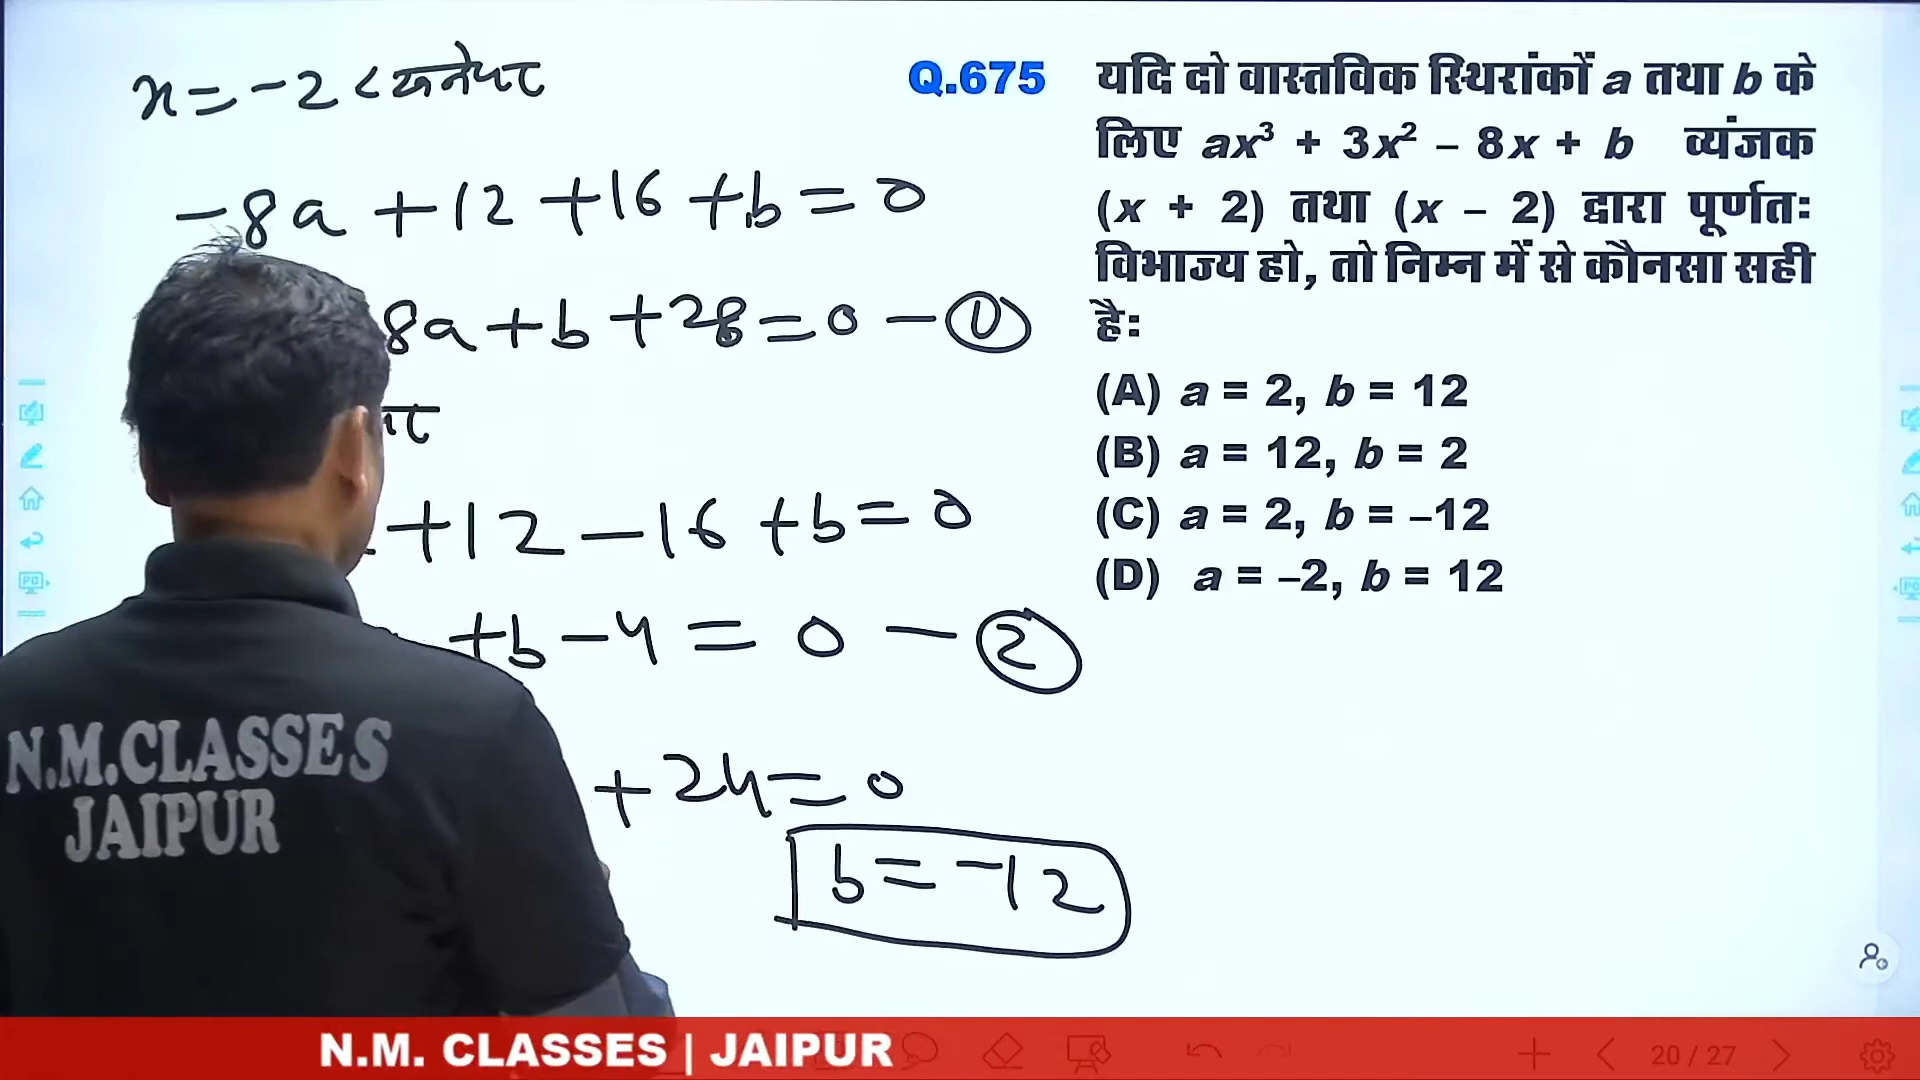 x = -2 रखने पर
-8a + 12 + 16 + b = 0
8a + b + 28 = 0 - ①
+ 12 - 16 + b = 0
+ b - 4 = 0 - ②
+ 24 = 0
b = -12
Q.675 यदि दो वास्तविक स्थिरांकों a तथा b के
लिए ax³ + 3x² – 8x + b व्यंजक
(x + 2) तथा (x – 2) द्वारा पूर्णतः
विभाज्य हो, तो निम्न में से कौनसा सही
है:
(A) a = 2, b = 12
(B) a = 12, b = 2
(C) a = 2, b = –12
(D) a = –2, b = 12
N.M.CLASSES
JAIPUR
N.M. CLASSES | JAIPUR
20 / 27